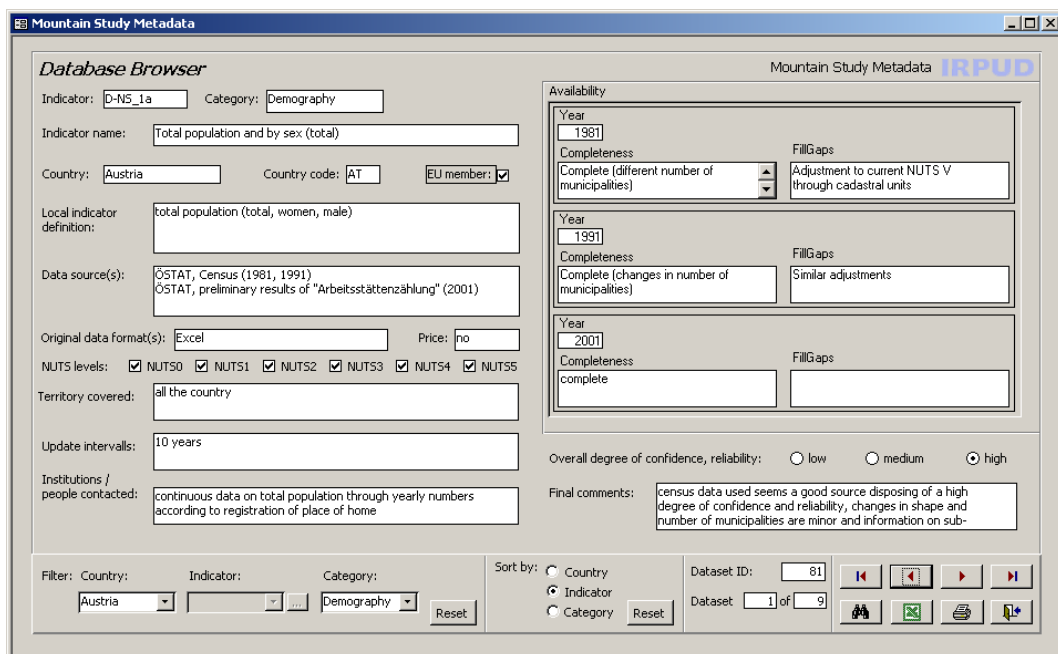 Mountain Study Metadata
Database Browser
Mountain Study Metadata IRPUD
Indicator: D-NS_1a Category: Demography
Indicator name: Total population and by sex (total)
Country: Austria Country code: AT EU member:
Local indicator
definition:
total population (total, women, male)
Data source(s):
ÖSTAT, Census (1981, 1991)
ÖSTAT, preliminary results of "Arbeitsstättenzählung" (2001)
Original data format(s): Excel Price: no
NUTS levels: NUTS0 NUTS1 NUTS2 NUTS3 NUTS4 NUTS5
Territory covered: all the country
Update intervalls: 10 years
Institutions /
people contacted:
continuous data on total population through yearly numbers
according to registration of place of home
Availability
Year
1981
Completeness
Complete (different number of
municipalities)
FillGaps
Adjustment to current NUTS V
through cadastral units
Year
1991
Completeness
Complete (changes in number of
municipalities)
FillGaps
Similar adjustments
Year
2001
Completeness
complete
FillGaps
Overall degree of confidence, reliability: low medium high
Final comments:
census data used seems a good source disposing of a high
degree of confidence and reliability, changes in shape and
number of municipalities are minor and information on sub-
Filter: Country: Indicator: Category:
Austria ... Demography Reset
Sort by: Country
Indicator
Category Reset
Dataset ID: 81
Dataset 1 of 9